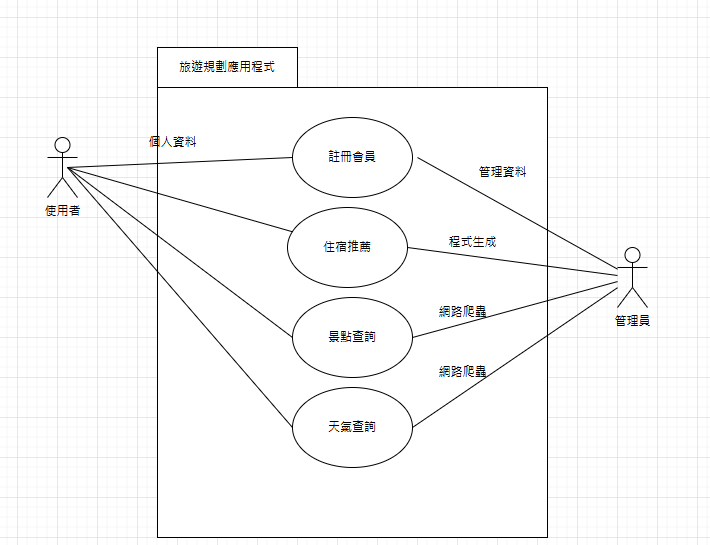 旅遊規劃應用程式
個人資料
註冊會員
管理資料
使用者
住宿推薦
程式生成
網路爬蟲
管理員
景點查詢
網路爬蟲
天氣查詢